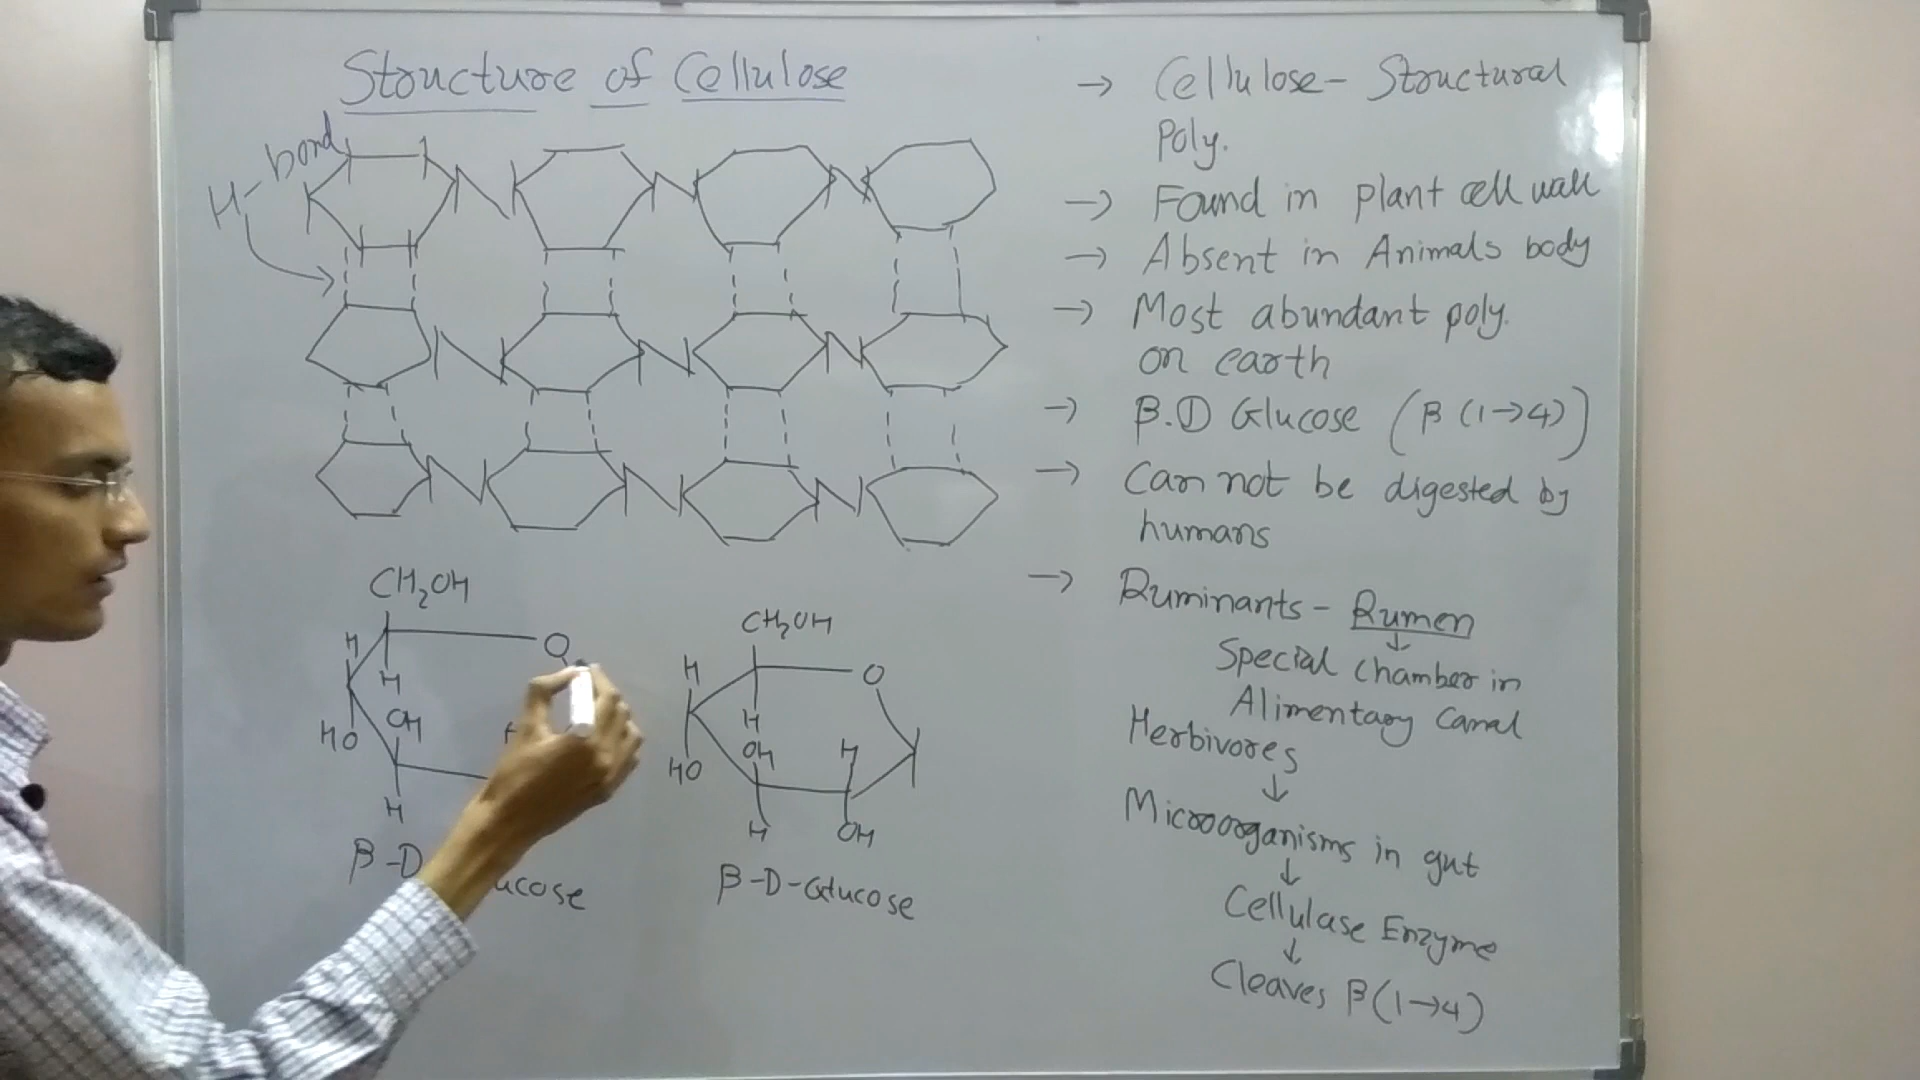 Structure of Cellulose
H-bond
CH₂OH
O
H
H
OH
HO
H
β-D
ucose
CH₂OH
O
H
H
OH
H
HO
H
OH
β-D-Glucose
→ Cellulose- Structural
Poly.
→ Found in plant cell wall
→ Absent in Animals body
→ Most abundant poly.
on earth
→ β.D Glucose (β (1→4))
→ Can not be digested by
humans
→ Ruminants - Rumen
↓
Special chamber in
Alimentary Canal
Herbivores
↓
Microorganisms in gut
↓
Cellulase Enzyme
↓
Cleaves β(1→4)